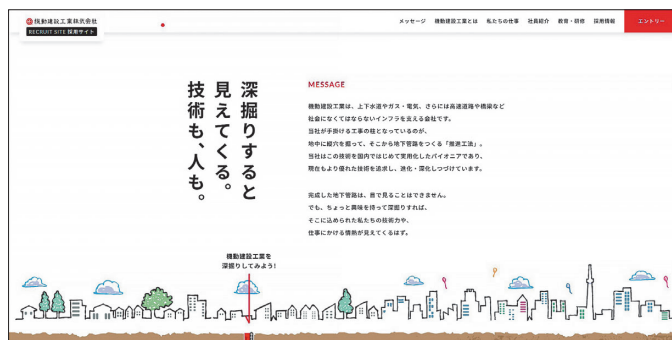 機動建設工業株式会社
RECRUIT SITE 採用サイト
メッセージ 機動建設工業とは 私たちの仕事 社員紹介 教育・研修 採用情報 エントリー
深掘りすると
見えてくる。
技術も、人も。
MESSAGE
機動建設工業は、上下水道やガス・電気、さらには高速道路や橋梁など
社会になくてはならないインフラを支える会社です。
当社が手掛ける工事の柱となっているのが、
地中に縦穴を掘って、そこから地下管路をつくる「推進工法」。
当社はこの技術を国内ではじめて実用化したパイオニアであり、
現在もより優れた技術を追求し、進化・深化しつづけています。
完成した地下管路は、目で見ることはできません。
でも、ちょっと興味を持って深掘りすれば、
そこに込められた私たちの技術力や、
仕事にかける情熱が見えてくるはず。
機動建設工業を
深掘りしてみよう!